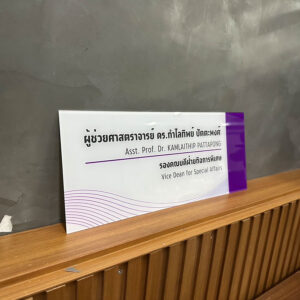 ผู้ช่วยศาสตราจารย์ ดร.กำไลทิพย์ ปัตตะพงศ์
Asst. Prof. Dr. KAMLAITHIP PATTAPONG
รองคณบดีฝ่ายกิจการพิเศษ
Vice Dean for Special Affairs